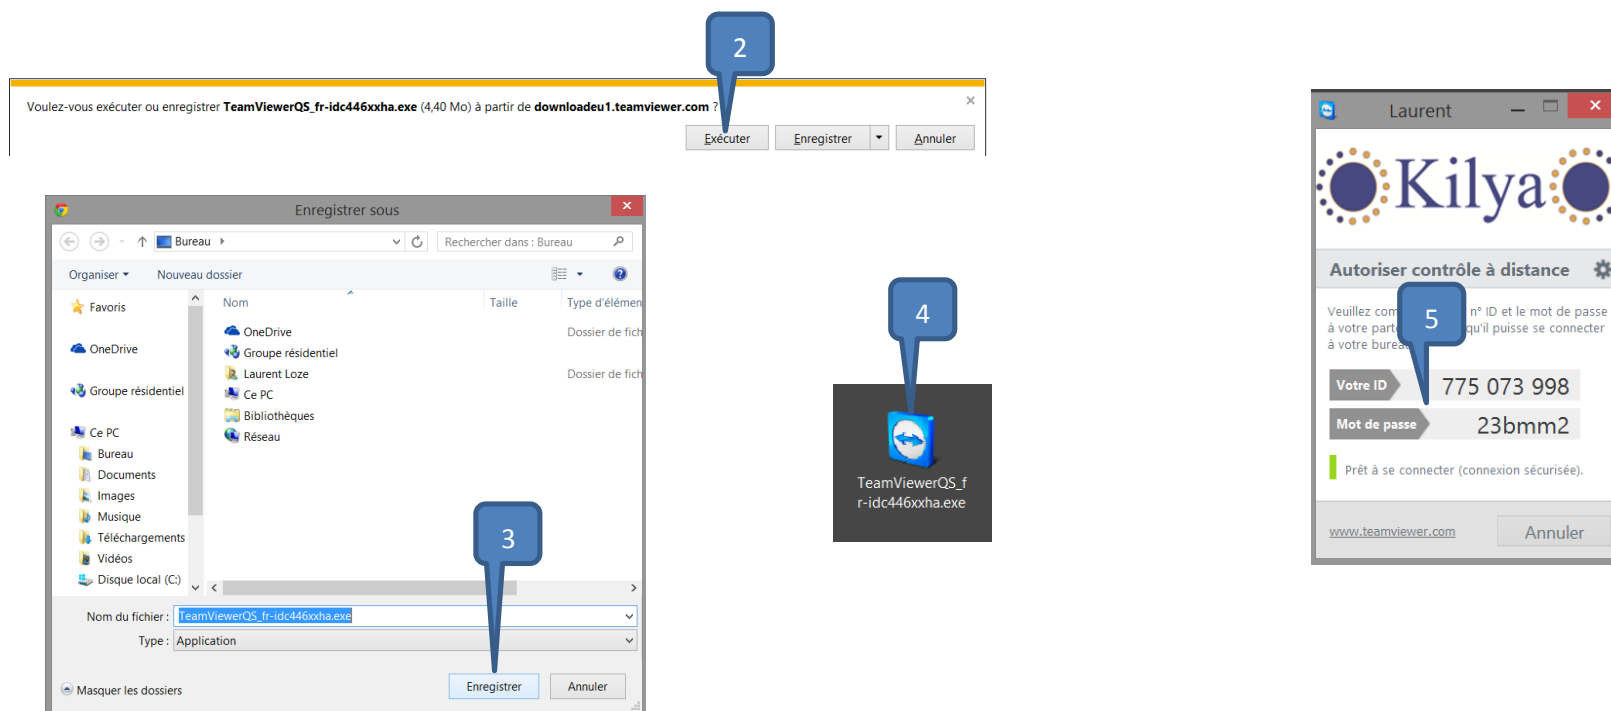 2
Voulez-vous exécuter ou enregistrer TeamViewerQS_fr-idc446xxha.exe (4,40 Mo) à partir de downloadeu1.teamviewer.com ?
Exécuter Enregistrer Annuler
Enregistrer sous
Bureau
Rechercher dans : Bureau
Organiser Nouveau dossier
Nom Taille Type d'élémen
Favoris
OneDrive
Groupe résidentiel
Ce PC
Bureau
Documents
Images
Musique
Téléchargements
Vidéos
Disque local (C:)
OneDrive Dossier de fich
Groupe résidentiel
Laurent Loze Dossier de fich
Ce PC
Bibliothèques
Réseau
3
Nom du fichier : TeamViewerQS_fr-idc446xxha.exe
Type : Application
Masquer les dossiers
Enregistrer Annuler
4
TeamViewerQS_f
r-idc446xxha.exe
Laurent
Kilya
Autoriser contrôle à distance
Veuillez com n° ID et le mot de passe
à votre part qu'il puisse se connecter
à votre burea
5
Votre ID 775 073 998
Mot de passe 23bmm2
Prêt à se connecter (connexion sécurisée).
www.teamviewer.com Annuler